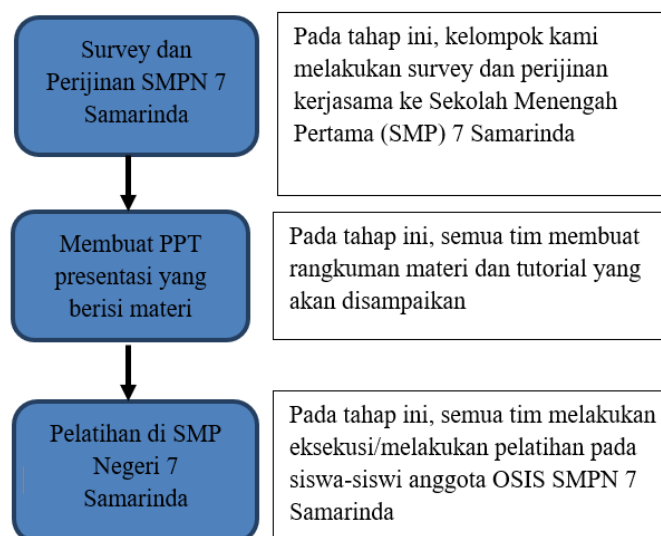 Survey dan
Perijinan SMPN 7
Samarinda
Pada tahap ini, kelompok kami
melakukan survey dan perijinan
kerjasama ke Sekolah Menengah
Pertama (SMP) 7 Samarinda
Membuat PPT
presentasi yang
berisi materi
Pada tahap ini, semua tim membuat
rangkuman materi dan tutorial yang
akan disampaikan
Pelatihan di SMP
Negeri 7
Samarinda
Pada tahap ini, semua tim melakukan
eksekusi/melakukan pelatihan pada
siswa-siswi anggota OSIS SMPN 7
Samarinda